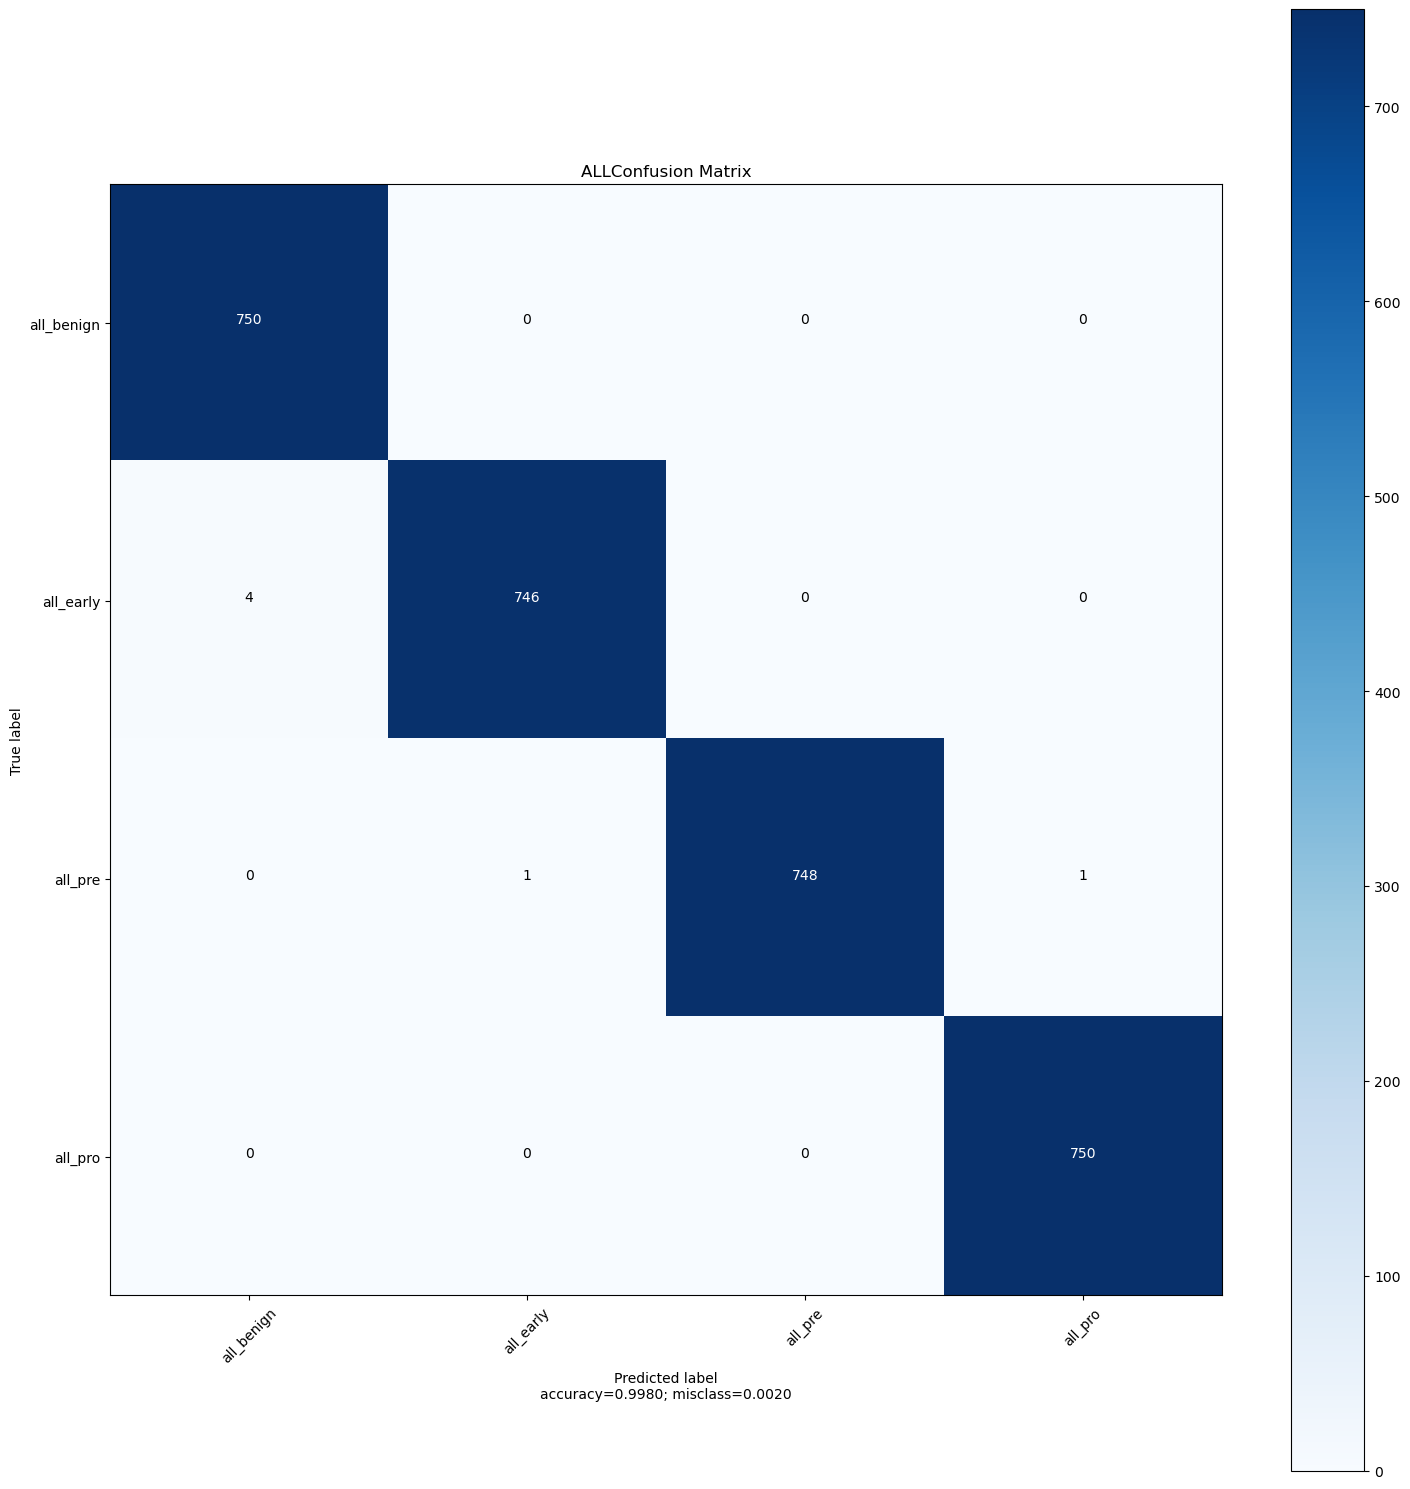 ALLConfusion Matrix
True label
all_benign 750 0 0 0
all_early 4 746 0 0
all_pre 0 1 748 1
all_pro 0 0 0 750
all_benign all_early all_pre all_pro
Predicted label
accuracy=0.9980; misclass=0.0020
700
600
500
400
300
200
100
0